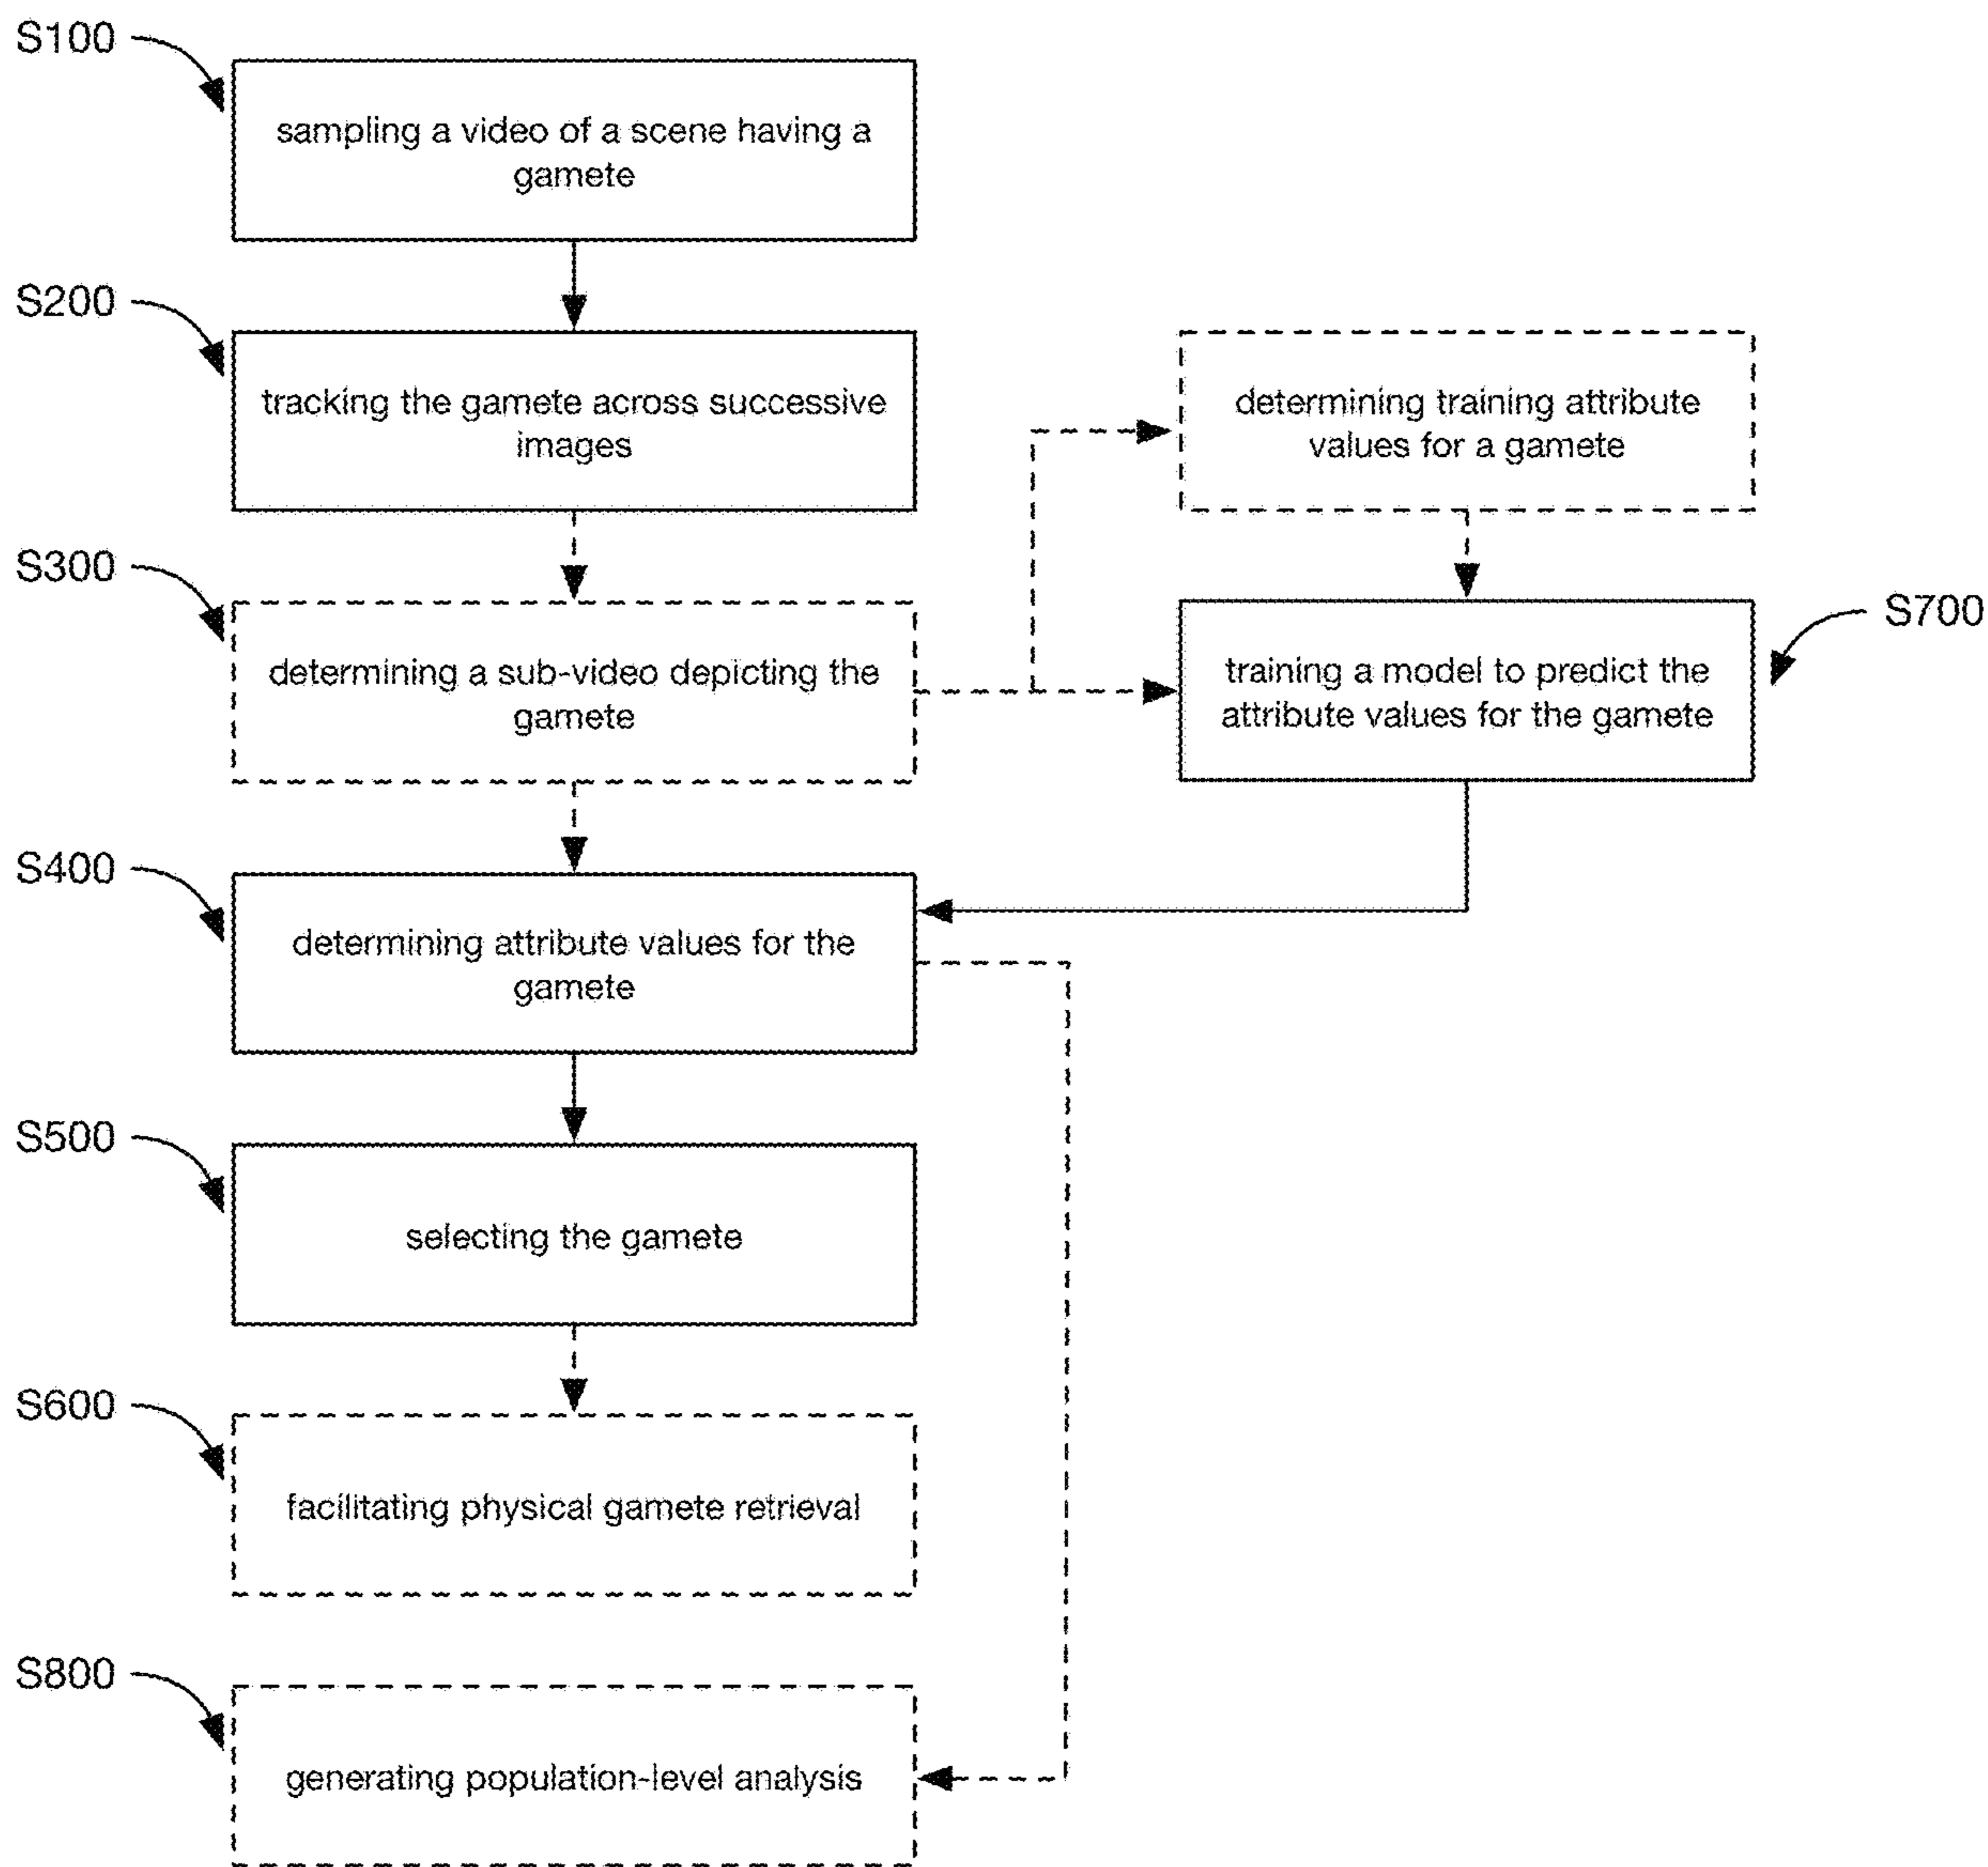 S100
sampling a video of a scene having a
gamete
S200
tracking the gamete across successive
images
determining training attribute
values for a gamete
S300
determining a sub-video depicting the
gamete
training a model to predict the
attribute values for the gamete
S700
S400
determining attribute values for the
gamete
S500
selecting the gamete
S600
facilitating physical gamete retrieval
S800
generating population-level analysis